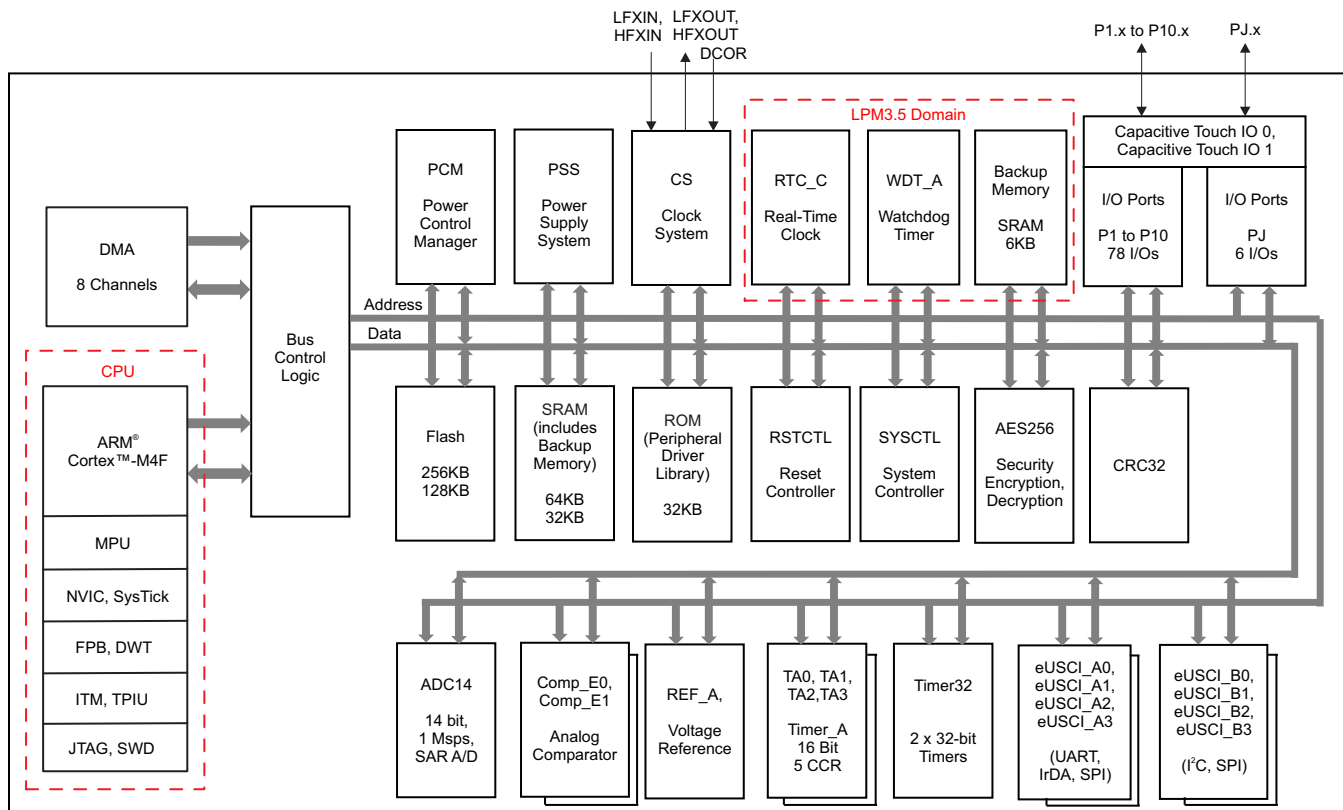 LFXIN,
HFXIN
LFXOUT,
HFXOUT
DCOR
P1.x to P10.x
PJ.x
LPM3.5 Domain
Capacitive Touch IO 0,
Capacitive Touch IO 1
PCM
Power
Control
Manager
PSS
Power
Supply
System
CS
Clock
System
RTC_C
Real-Time
Clock
WDT_A
Watchdog
Timer
Backup
Memory
SRAM
6KB
I/O Ports
P1 to P10
78 I/Os
I/O Ports
PJ
6 I/Os
DMA
8 Channels
Bus
Control
Logic
Address
Data
CPU
ARM®
Cortex™-M4F
MPU
NVIC, SysTick
FPB, DWT
ITM, TPIU
JTAG, SWD
Flash
256KB
128KB
SRAM
(includes
Backup
Memory)
64KB
32KB
ROM
(Peripheral
Driver
Library)
32KB
RSTCTL
Reset
Controller
SYSCTL
System
Controller
AES256
Security
Encryption,
Decryption
CRC32
ADC14
14 bit,
1 Msps,
SAR A/D
Comp_E0,
Comp_E1
Analog
Comparator
REF_A,
Voltage
Reference
TA0, TA1,
TA2,TA3
Timer_A
16 Bit
5 CCR
Timer32
2 x 32-bit
Timers
eUSCI_A0,
eUSCI_A1,
eUSCI_A2,
eUSCI_A3
(UART,
IrDA, SPI)
eUSCI_B0,
eUSCI_B1,
eUSCI_B2,
eUSCI_B3
(I²C, SPI)